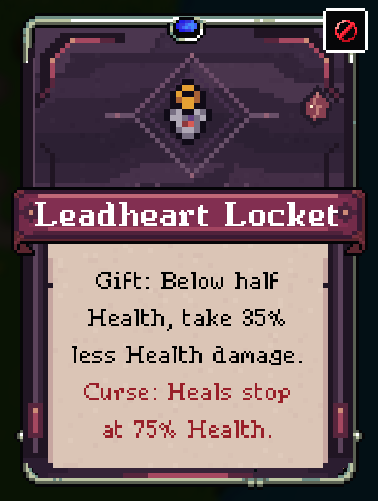 Leadheart Locket
Gift: Below half
Health, take 35%
less Health damage.
Curse: Heals stop
at 75% Health.